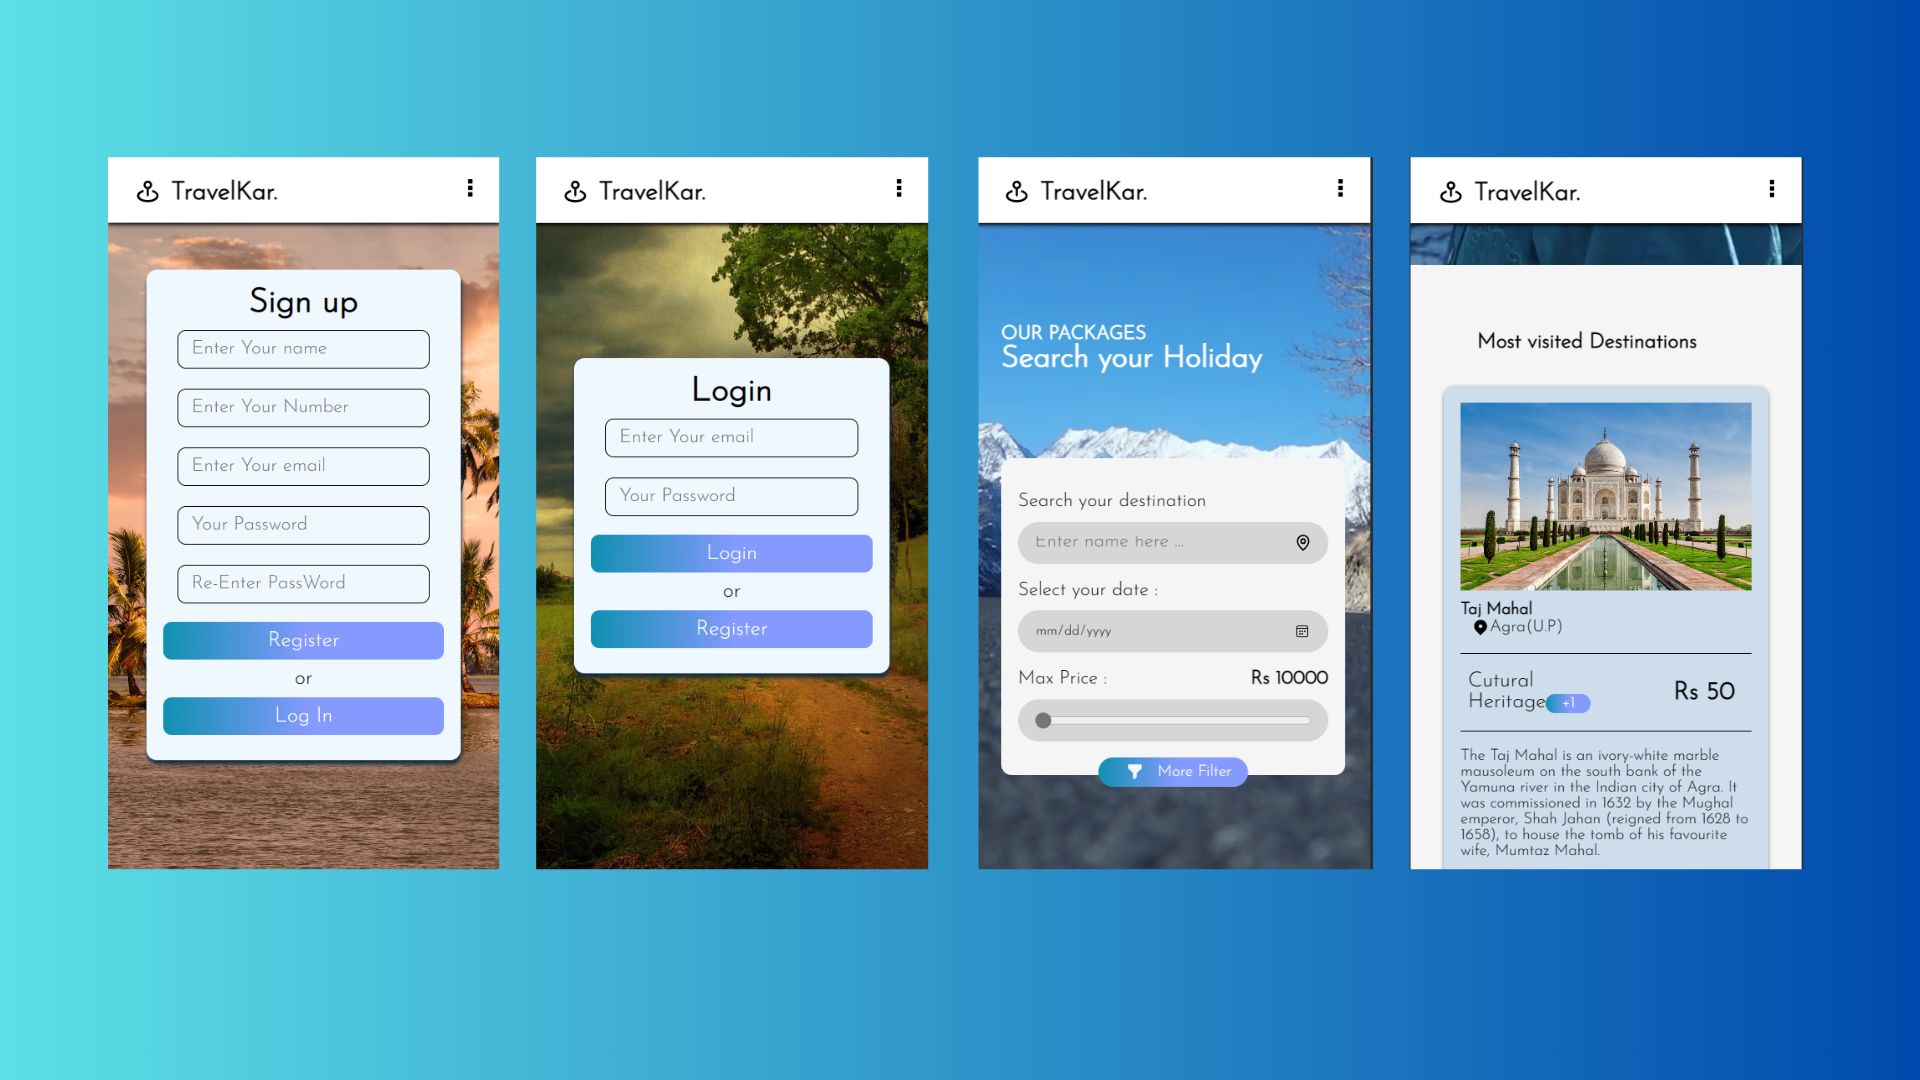 TravelKar.
Sign up
Enter Your name
Enter Your Number
Enter Your email
Your Password
Re-Enter PassWord
Register
or
Log In
TravelKar.
Login
Enter Your email
Your Password
Login
or
Register
TravelKar.
OUR PACKAGES
Search your Holiday
Search your destination
Enter name here ...
Select your date :
mm/dd/yyyy
Max Price : Rs 10000
More Filter
TravelKar.
Most visited Destinations
Taj Mahal
Agra(U.P)
Cutural
Heritage +1
Rs 50
The Taj Mahal is an ivory-white marble
mausoleum on the south bank of the
Yamuna river in the Indian city of Agra. It
was commissioned in 1632 by the Mughal
emperor, Shah Jahan (reigned from 1628 to
1658), to house the tomb of his favourite
wife, Mumtaz Mahal.